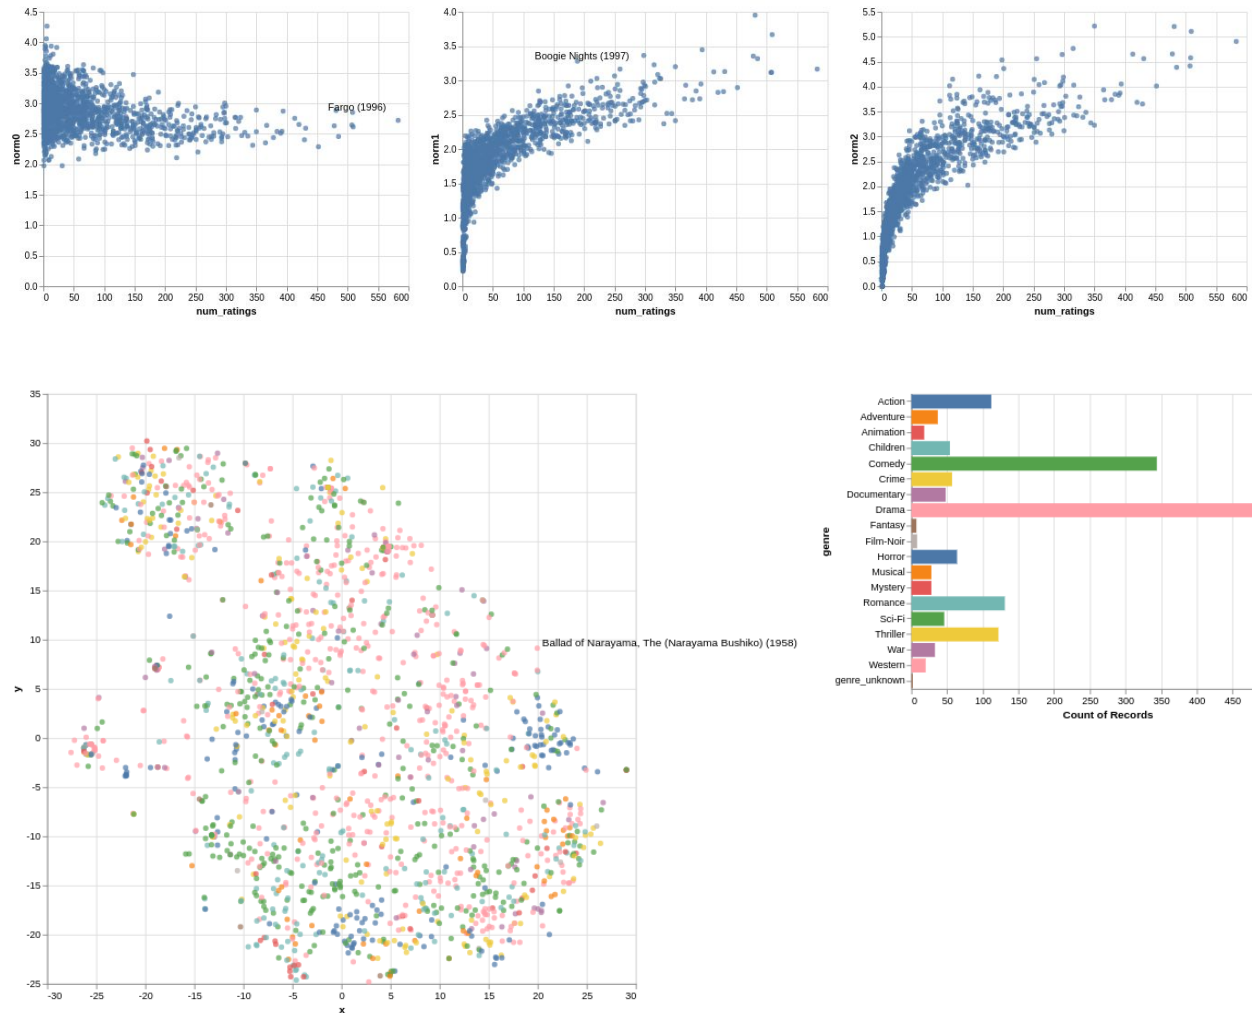 4.5
4.0
3.5
3.0
2.5
2.0
1.5
1.0
0.5
0.0
norm0
Fargo (1996)
0 50 100 150 200 250 300 350 400 450 500 550 600
num_ratings
4.0
3.5
3.0
2.5
2.0
1.5
1.0
0.5
0.0
norm1
Boogie Nights (1997)
0 50 100 150 200 250 300 350 400 450 500 550 600
num_ratings
5.5
5.0
4.5
4.0
3.5
3.0
2.5
2.0
1.5
1.0
0.5
0.0
norm2
0 50 100 150 200 250 300 350 400 450 500 550 600
num_ratings
35
30
25
20
15
10
5
0
-5
-10
-15
-20
-25
y
Ballad of Narayama, The (Narayama Bushiko) (1958)
-30 -25 -20 -15 -10 -5 0 5 10 15 20 25 30
x
genre
Action
Adventure
Animation
Children
Comedy
Crime
Documentary
Drama
Fantasy
Film-Noir
Horror
Musical
Mystery
Romance
Sci-Fi
Thriller
War
Western
genre_unknown
0 50 100 150 200 250 300 350 400 450
Count of Records